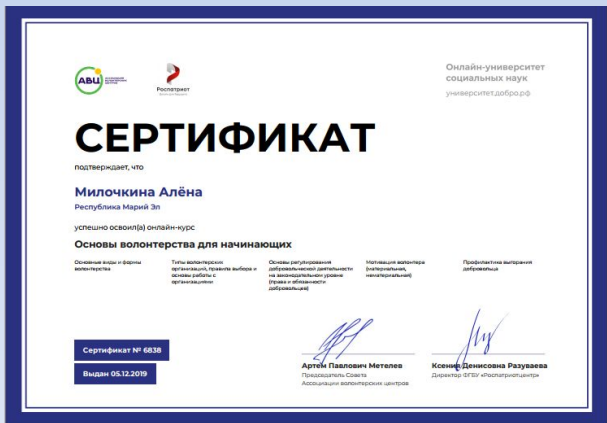 АВЦ
Роспатриот
Онлайн-университет
социальных наук
университет.добро.рф
СЕРТИФИКАТ
подтверждает, что
Милочкина Алёна
Республика Марий Эл
успешно освоил(а) онлайн-курс
Основы волонтерства для начинающих
Основные виды и формы
волонтерства
Типы волонтерских
организаций, правила выбора и
основы работы с
организациями
Основы регулирования
добровольческой деятельности
на законодательном уровне
(права и обязанности
добровольцев)
Мотивация волонтера
(материальная,
нематериальная)
Профилактика выгорания
добровольца
Сертификат № 6838
Выдан 05.12.2019
Артем Павлович Метелев
Председатель Совета
Ассоциации волонтерских центров
Ксения Денисовна Разуваева
Директор ФГБУ «Роспатриотцентр»